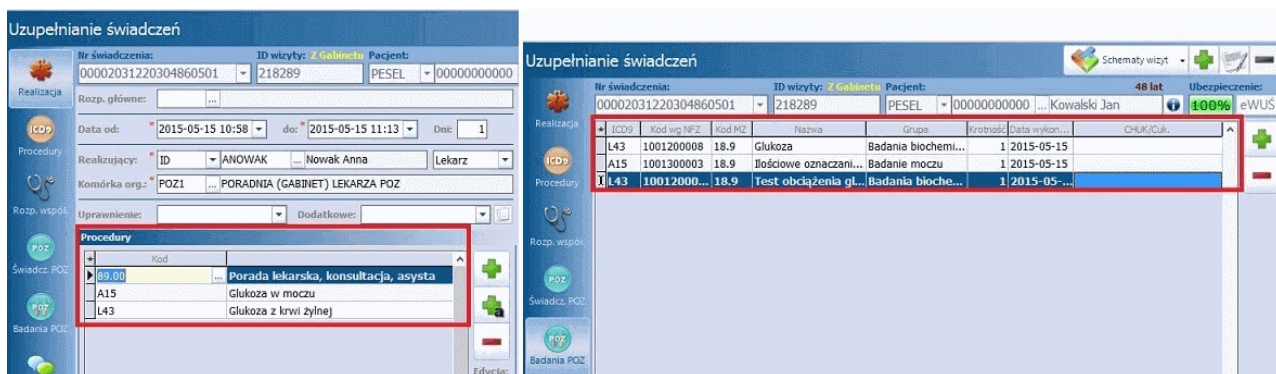 Uzupełnianie świadczeń
Nr świadczenia: ID wizyty: Z Gabinetu Pacjent:
00002031220304860501 218289 PESEL 00000000000
Realizacja
Rozp. główne: ...
Data od: * 2015-05-15 10:58 do: * 2015-05-15 11:13 Dni: 1
ICD9
Procedury
Realizujący: * ID ANOWAK ... Nowak Anna Lekarz
Komórka org.: * POZ1 ... PORADNIA (GABINET) LEKARZA POZ
Rozp. współ.
Uprawnienie: Dodatkowe:
Procedury
Kod
POZ
Świadcz. POZ
89.00 ... Porada lekarska, konsultacja, asysta
A15 Glukoza w moczu
L43 Glukoza z krwi żylnej
a
POZ
Badania POZ
Edycja:
Uzupełnianie świadczeń
Schematy wizyt
Nr świadczenia: ID wizyty: Z Gabinetu Pacjent: 48 lat Ubezpieczenie:
00002031220304860501 218289 PESEL 00000000000 ... Kowalski Jan 100% eWUŚ
Realizacja
ICD9 Kod wg NFZ Kod MZ Nazwa Grupa Krotność Data wykon... CHUK/Cuk.
L43 1001200008 18.9 Glukoza Badania biochemi... 1 2015-05-15
A15 1001300003 18.9 Ilościowe oznaczani... Badanie moczu 1 2015-05-15
L43 10012000... 18.9 Test obciążenia gl... Badania bioche... 1 2015-05-...
ICD9
Procedury
Rozp. współ.
POZ
Świadcz. POZ
POZ
Badania POZ